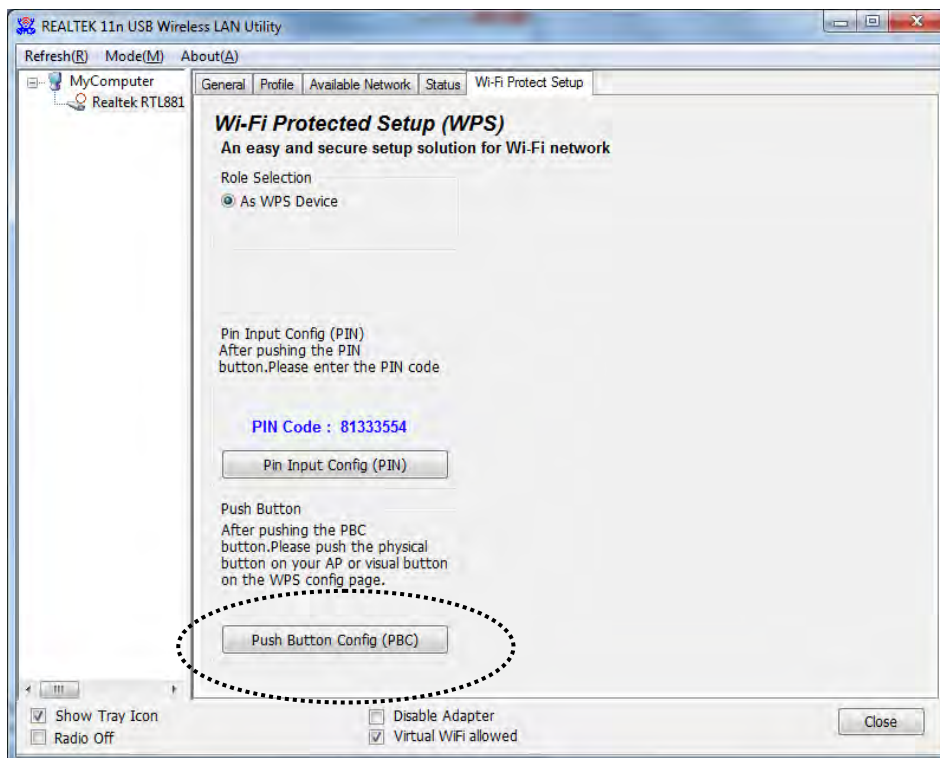 REALTEK 11n USB Wireless LAN Utility
Refresh(R) Mode(M) About(A)
MyComputer
Realtek RTL881
General Profile Available Network Status Wi-Fi Protect Setup
Wi-Fi Protected Setup (WPS)
An easy and secure setup solution for Wi-Fi network
Role Selection
As WPS Device
Pin Input Config (PIN)
After pushing the PIN
button.Please enter the PIN code
PIN Code : 81333554
Pin Input Config (PIN)
Push Button
After pushing the PBC
button.Please push the physical
button on your AP or visual button
on the WPS config page.
Push Button Config (PBC)
Show Tray Icon
Radio Off
Disable Adapter
Virtual WiFi allowed
Close